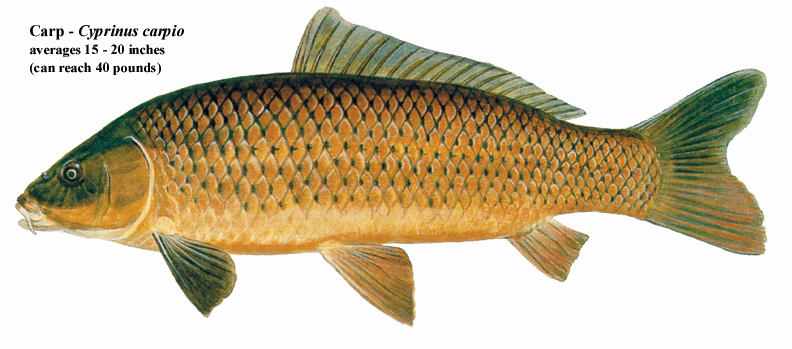 Carp - Cyprinus carpio
averages 15 - 20 inches
(can reach 40 pounds)